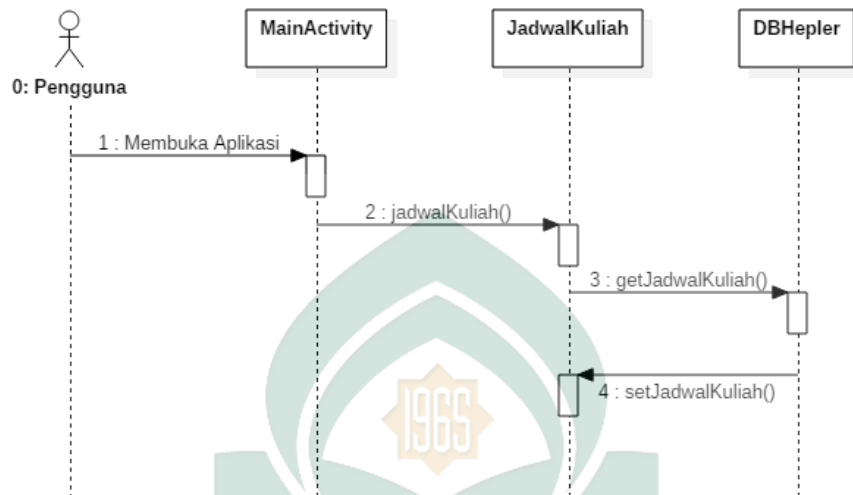 MainActivity
JadwalKuliah
DBHepler
0: Pengguna
1 : Membuka Aplikasi
2 : jadwalKuliah()
3 : getJadwalKuliah()
4 : setJadwalKuliah()
1965